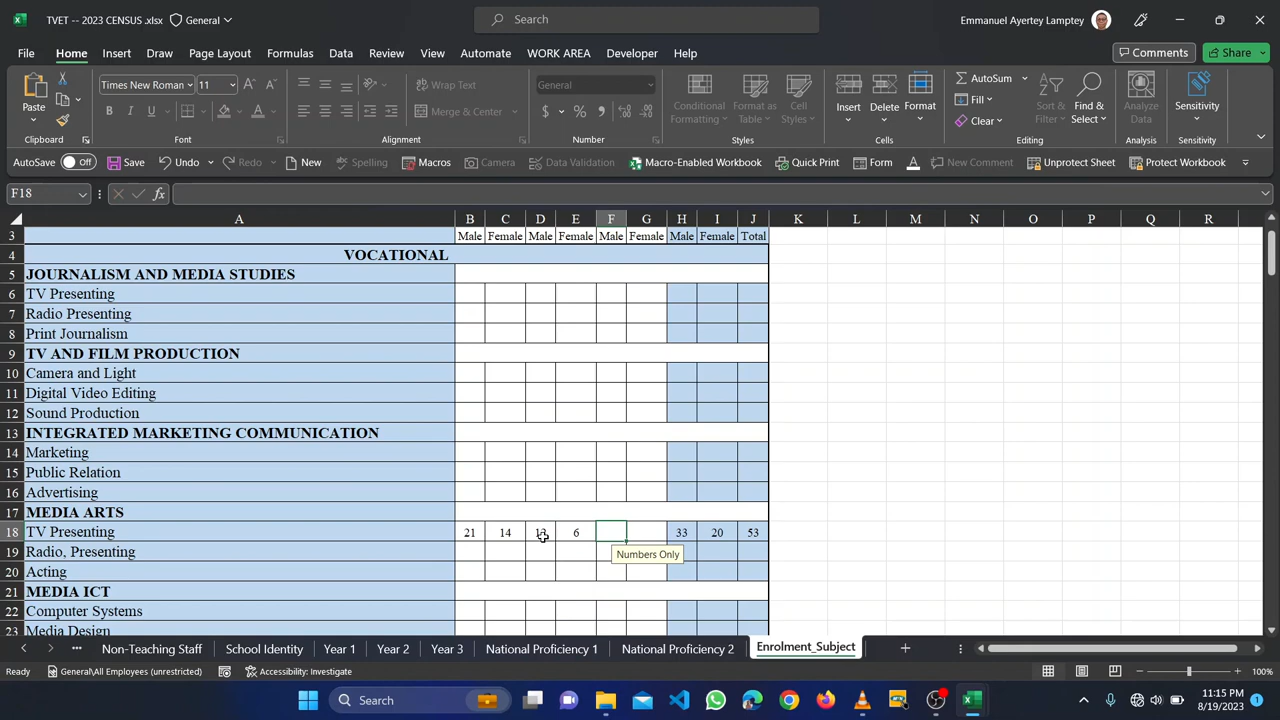 TVET -- 2023 CENSUS .xlsx General
Search
Emmanuel Ayertey Lamptey
File Home Insert Draw Page Layout Formulas Data Review View Automate WORK AREA Developer Help
Comments Share
Paste
Clipboard
Times New Roman 11
B I U
Font
Wrap Text
Merge & Center
Alignment
General
$ % ,
Number
Conditional Formatting
Format as Table
Cell Styles
Styles
Insert
Delete
Format
Cells
AutoSum
Fill
Clear
Sort & Filter
Find & Select
Editing
Analyze Data
Analysis
Sensitivity
Sensitivity
AutoSave Off Save Undo Redo New Spelling Macros Camera Data Validation Macro-Enabled Workbook Quick Print Form New Comment Unprotect Sheet Protect Workbook
F18 fx
A B C D E F G H I J K L M N O P Q R
3 Male Female Male Female Male Female Male Female Total
4 VOCATIONAL
5 JOURNALISM AND MEDIA STUDIES
6 TV Presenting
7 Radio Presenting
8 Print Journalism
9 TV AND FILM PRODUCTION
10 Camera and Light
11 Digital Video Editing
12 Sound Production
13 INTEGRATED MARKETING COMMUNICATION
14 Marketing
15 Public Relation
16 Advertising
17 MEDIA ARTS
18 TV Presenting 21 14 6 33 20 53
19 Radio, Presenting
Numbers Only
20 Acting
21 MEDIA ICT
22 Computer Systems
23 Media Design
Non-Teaching Staff School Identity Year 1 Year 2 Year 3 National Proficiency 1 National Proficiency 2 Enrolment_Subject
Ready General\All Employees (unrestricted) Accessibility: Investigate 100%
Search
11:15 PM
8/19/2023